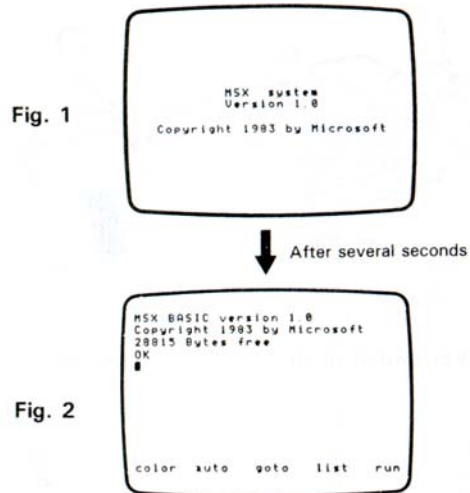 Fig. 1
MSX system
Version 1.0
Copyright 1983 by Microsoft
After several seconds
Fig. 2
MSX BASIC version 1.0
Copyright 1983 by Microsoft
28815 Bytes free
OK
color auto goto list run